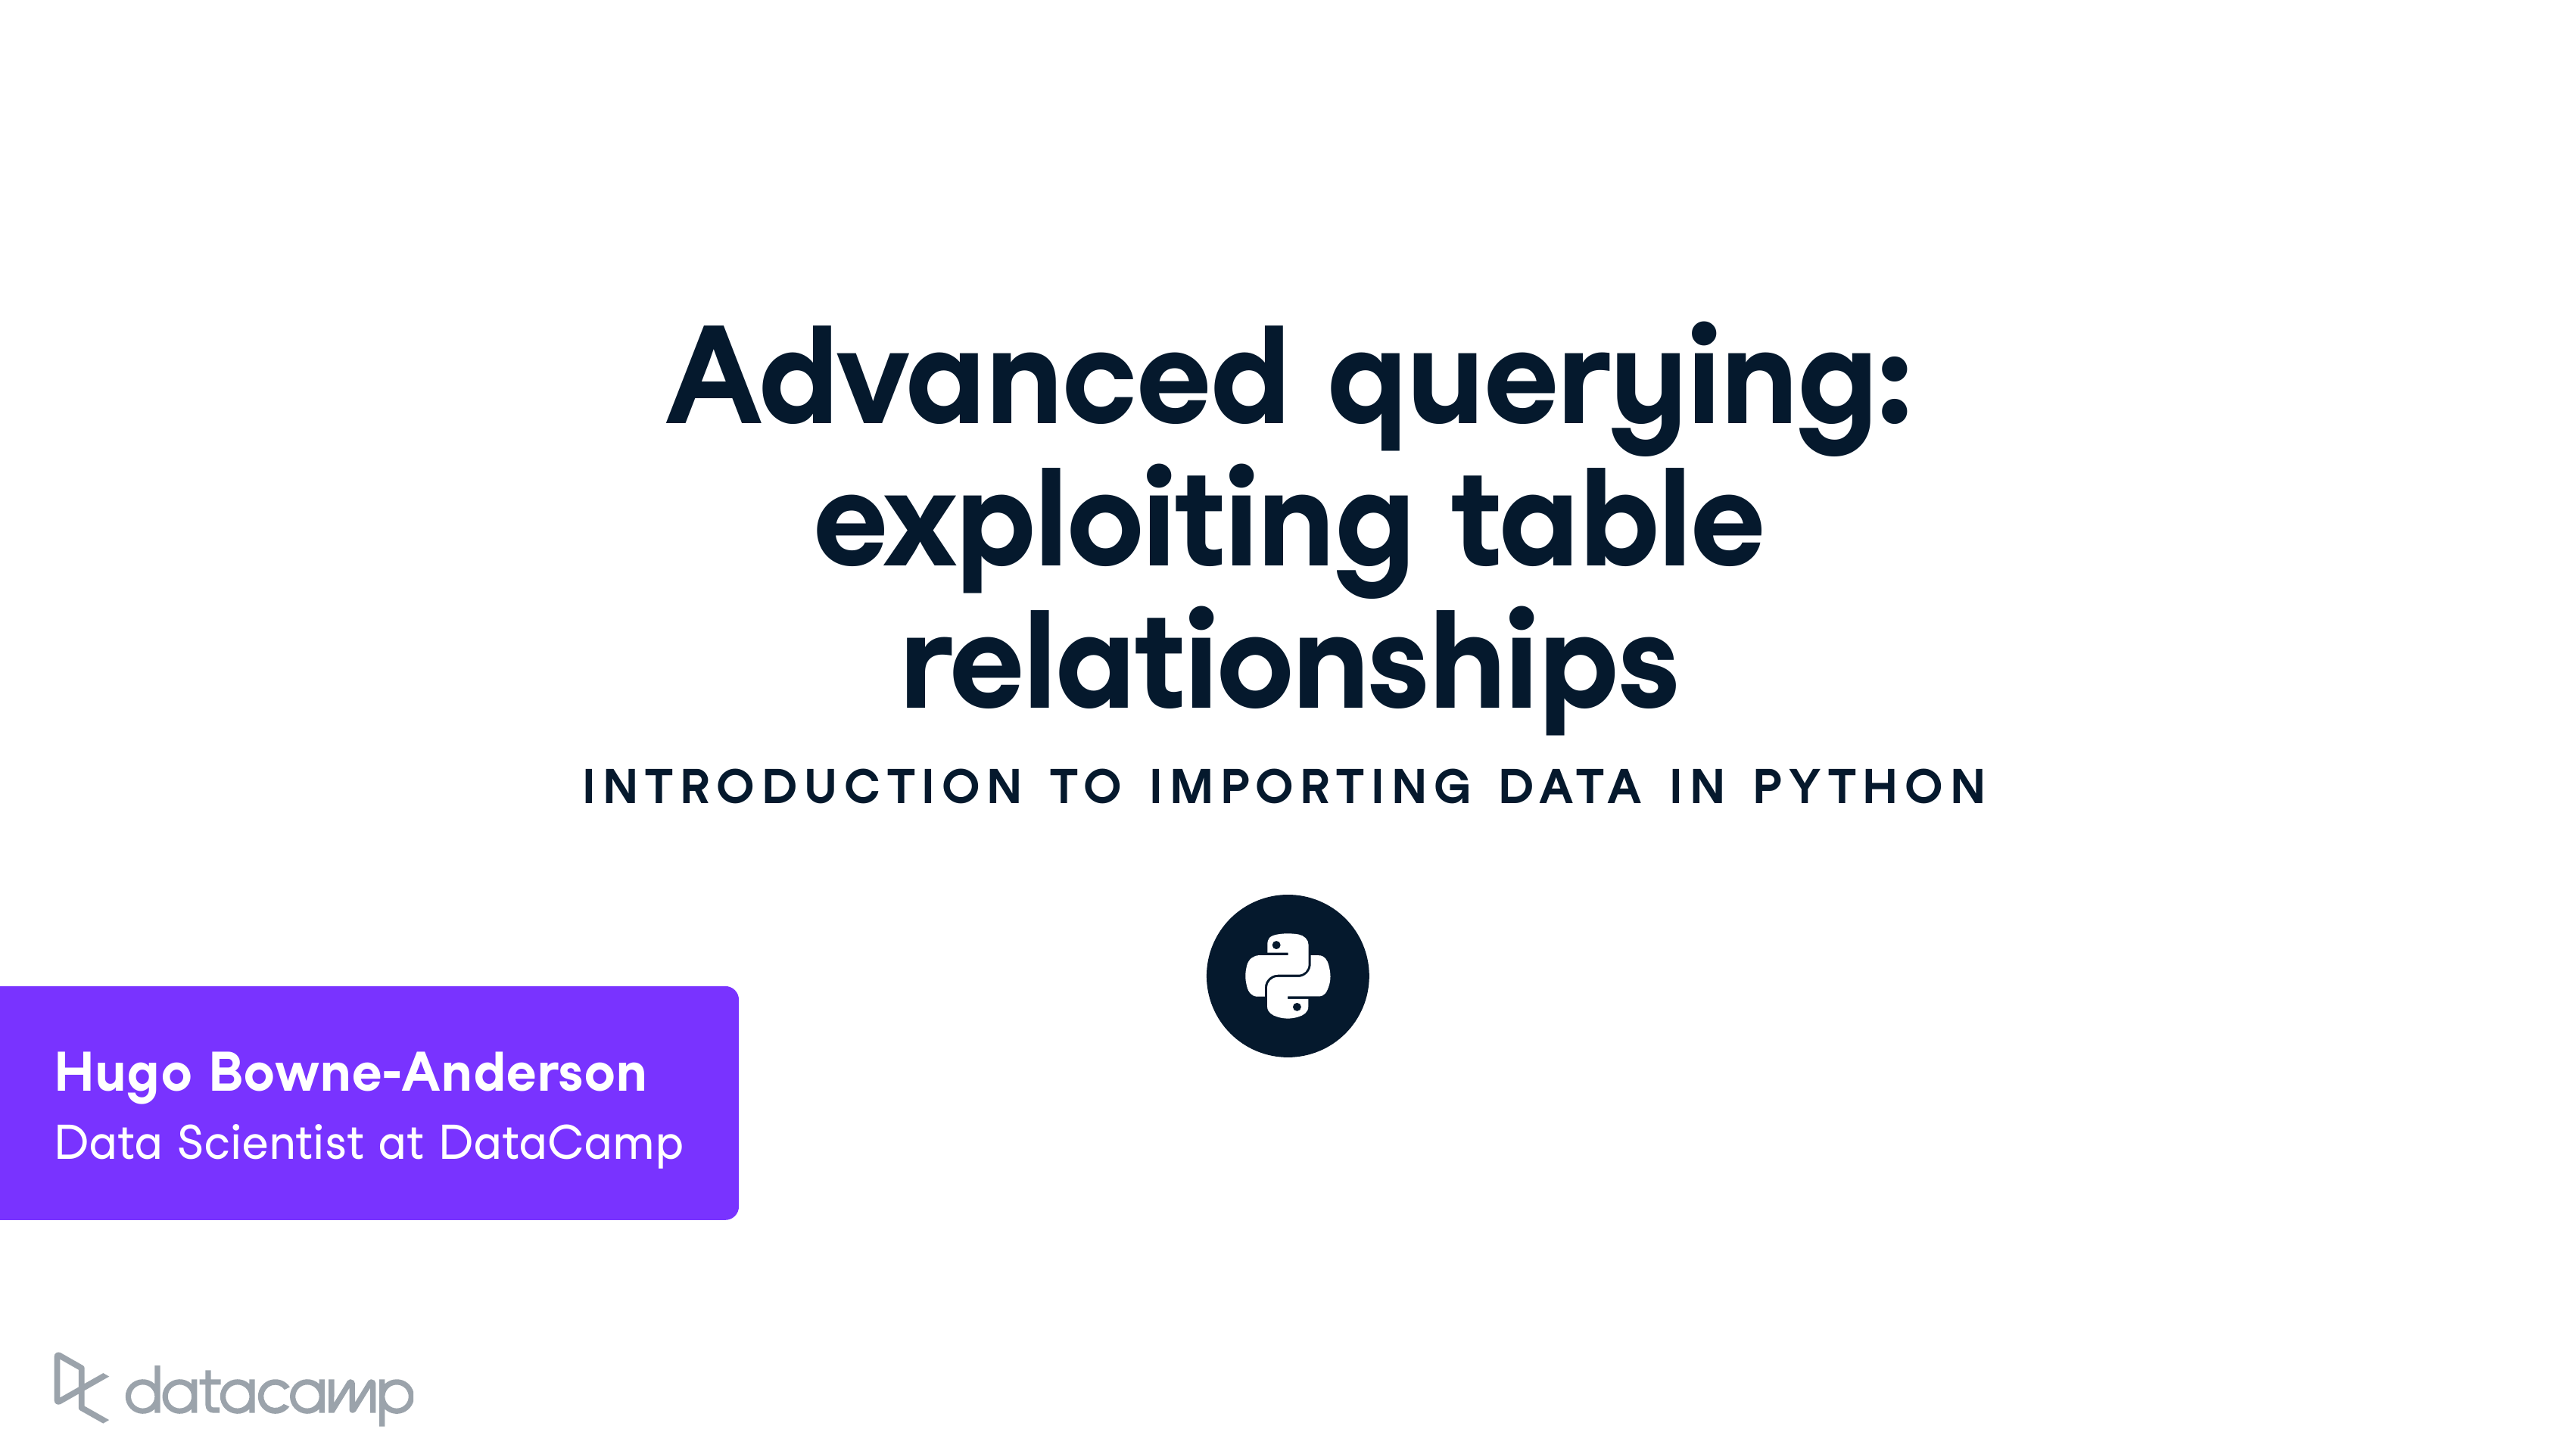 Advanced querying:
exploiting table
relationships
INTRODUCTION TO IMPORTING DATA IN PYTHON
Hugo Bowne-Anderson
Data Scientist at DataCamp
datacamp